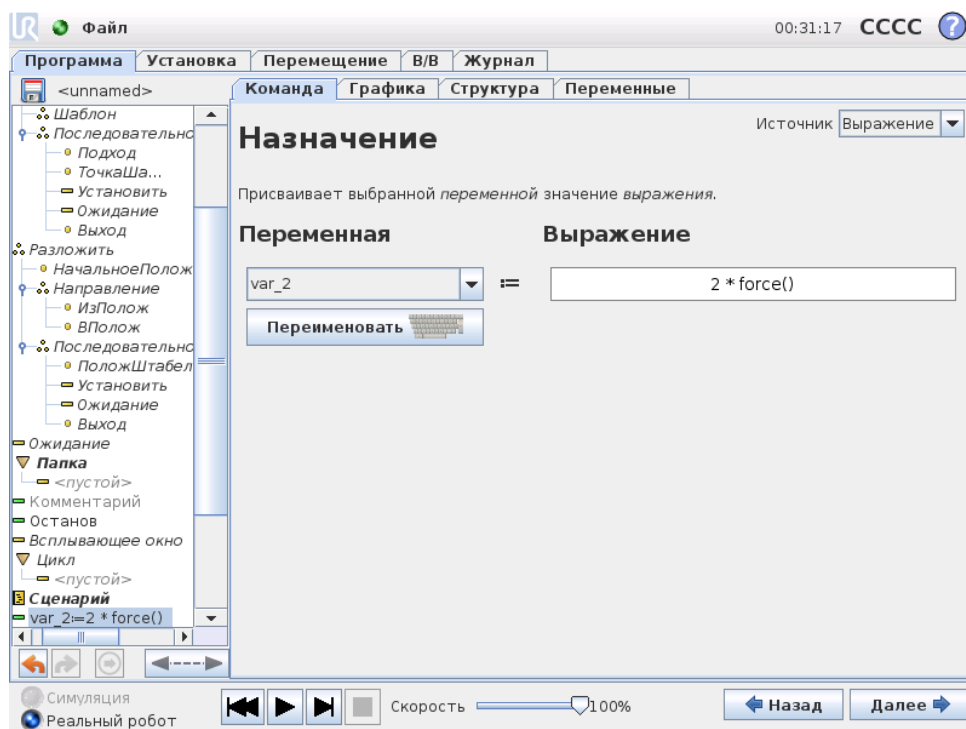 UR Файл 00:31:17 CCCC ?
Программа Установка Перемещение В/В Журнал
<unnamed> Команда Графика Структура Переменные
Шаблон
Последовательно
Подход
ТочкаШа...
Установить
Ожидание
Выход
Разложить
НачальноеПолож
Направление
ИзПолож
ВПолож
Последовательно
ПоложШтабел
Установить
Ожидание
Выход
Ожидание
Папка
<пустой>
Комментарий
Останов
Всплывающее окно
Цикл
<пустой>
Сценарий
var_2:=2 * force()
Назначение
Источник Выражение
Присваивает выбранной переменной значение выражения.
Переменная Выражение
var_2 := 2 * force()
Переименовать
Симуляция
Реальный робот
Скорость 100%
Назад Далее